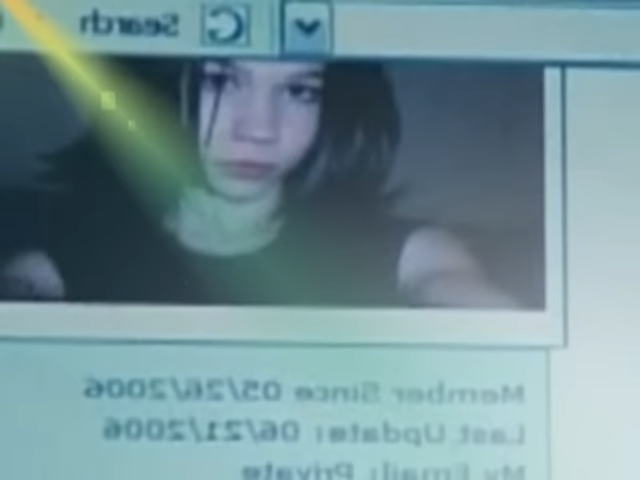 Search
Member Since 05/26/2006
Last Update: 06/21/2006
My Email: Private